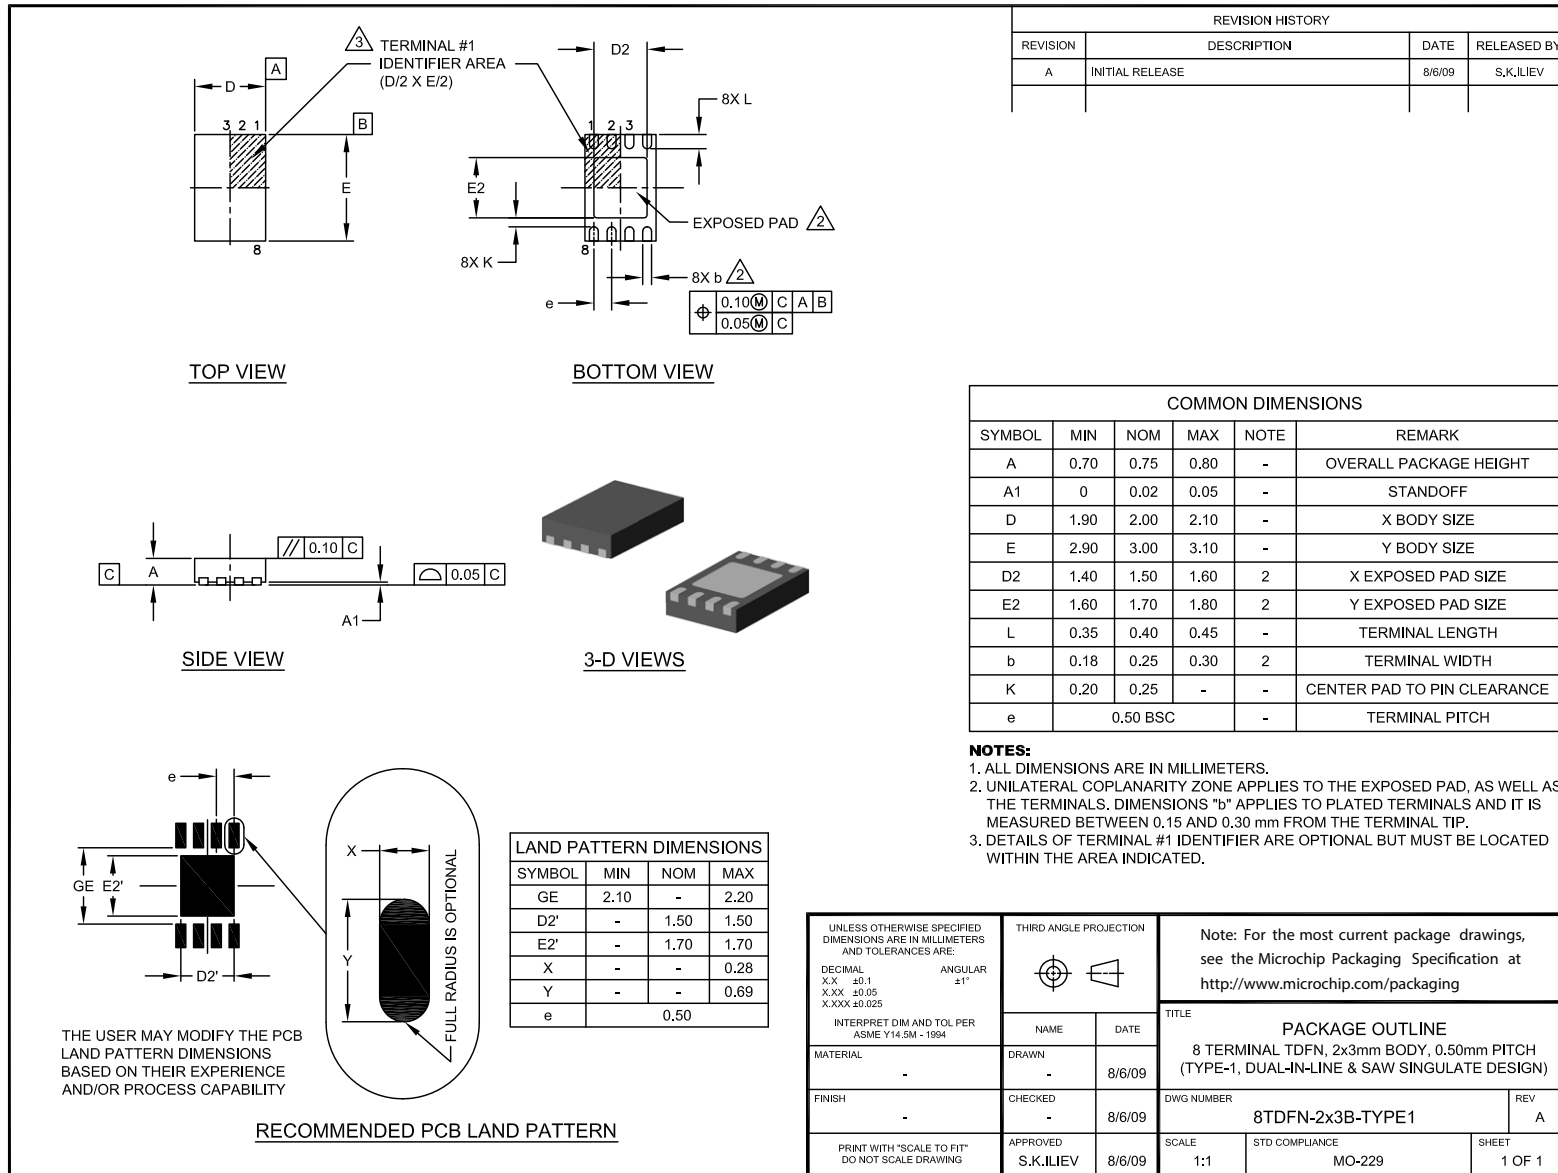 REVISION HISTORY
REVISION DESCRIPTION DATE RELEASED BY
A INITIAL RELEASE 8/6/09 S.K.ILIEV
3 TERMINAL #1
IDENTIFIER AREA
(D/2 X E/2)
A
D
B
3 2 1
E
8
TOP VIEW
D2
8X L
1 2 3
E2
EXPOSED PAD 2
8
8X K
8X b 2
e
0.10 M C A B
0.05 M C
BOTTOM VIEW
// 0.10 C
C A
0.05 C
A1
SIDE VIEW
3-D VIEWS
COMMON DIMENSIONS
SYMBOL MIN NOM MAX NOTE REMARK
A 0.70 0.75 0.80 - OVERALL PACKAGE HEIGHT
A1 0 0.02 0.05 - STANDOFF
D 1.90 2.00 2.10 - X BODY SIZE
E 2.90 3.00 3.10 - Y BODY SIZE
D2 1.40 1.50 1.60 2 X EXPOSED PAD SIZE
E2 1.60 1.70 1.80 2 Y EXPOSED PAD SIZE
L 0.35 0.40 0.45 - TERMINAL LENGTH
b 0.18 0.25 0.30 2 TERMINAL WIDTH
K 0.20 0.25 - - CENTER PAD TO PIN CLEARANCE
e 0.50 BSC - TERMINAL PITCH
NOTES:
1. ALL DIMENSIONS ARE IN MILLIMETERS.
2. UNILATERAL COPLANARITY ZONE APPLIES TO THE EXPOSED PAD, AS WELL AS
THE TERMINALS. DIMENSIONS "b" APPLIES TO PLATED TERMINALS AND IT IS
MEASURED BETWEEN 0.15 AND 0.30 mm FROM THE TERMINAL TIP.
3. DETAILS OF TERMINAL #1 IDENTIFIER ARE OPTIONAL BUT MUST BE LOCATED
WITHIN THE AREA INDICATED.
e
GE E2'
D2'
X
Y
FULL RADIUS IS OPTIONAL
LAND PATTERN DIMENSIONS
SYMBOL MIN NOM MAX
GE 2.10 - 2.20
D2' - 1.50 1.50
E2' - 1.70 1.70
X - - 0.28
Y - - 0.69
e 0.50
THE USER MAY MODIFY THE PCB
LAND PATTERN DIMENSIONS
BASED ON THEIR EXPERIENCE
AND/OR PROCESS CAPABILITY
RECOMMENDED PCB LAND PATTERN
UNLESS OTHERWISE SPECIFIED
DIMENSIONS ARE IN MILLIMETERS
AND TOLERANCES ARE:
DECIMAL ANGULAR
X.X ±0.1 ±1°
X.XX ±0.05
X.XXX ±0.025
INTERPRET DIM AND TOL PER
ASME Y14.5M - 1994
MATERIAL
-
FINISH
-
PRINT WITH "SCALE TO FIT"
DO NOT SCALE DRAWING
THIRD ANGLE PROJECTION
NAME DATE
DRAWN
- 8/6/09
CHECKED
- 8/6/09
APPROVED
S.K.ILIEV 8/6/09
Note: For the most current package drawings,
see the Microchip Packaging Specification at
http://www.microchip.com/packaging
TITLE
PACKAGE OUTLINE
8 TERMINAL TDFN, 2x3mm BODY, 0.50mm PITCH
(TYPE-1, DUAL-IN-LINE & SAW SINGULATE DESIGN)
DWG NUMBER
8TDFN-2x3B-TYPE1
REV
A
SCALE
1:1
STD COMPLIANCE
MO-229
SHEET
1 OF 1